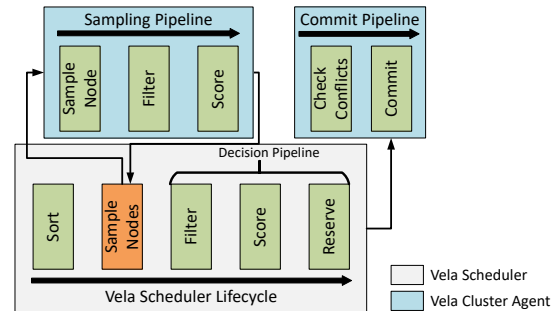 Sampling Pipeline
Sample
Node
Filter
Score
Commit Pipeline
Check
Conflicts
Commit
Decision Pipeline
Sort
Sample
Nodes
Filter
Score
Reserve
Vela Scheduler Lifecycle
Vela Scheduler
Vela Cluster Agent